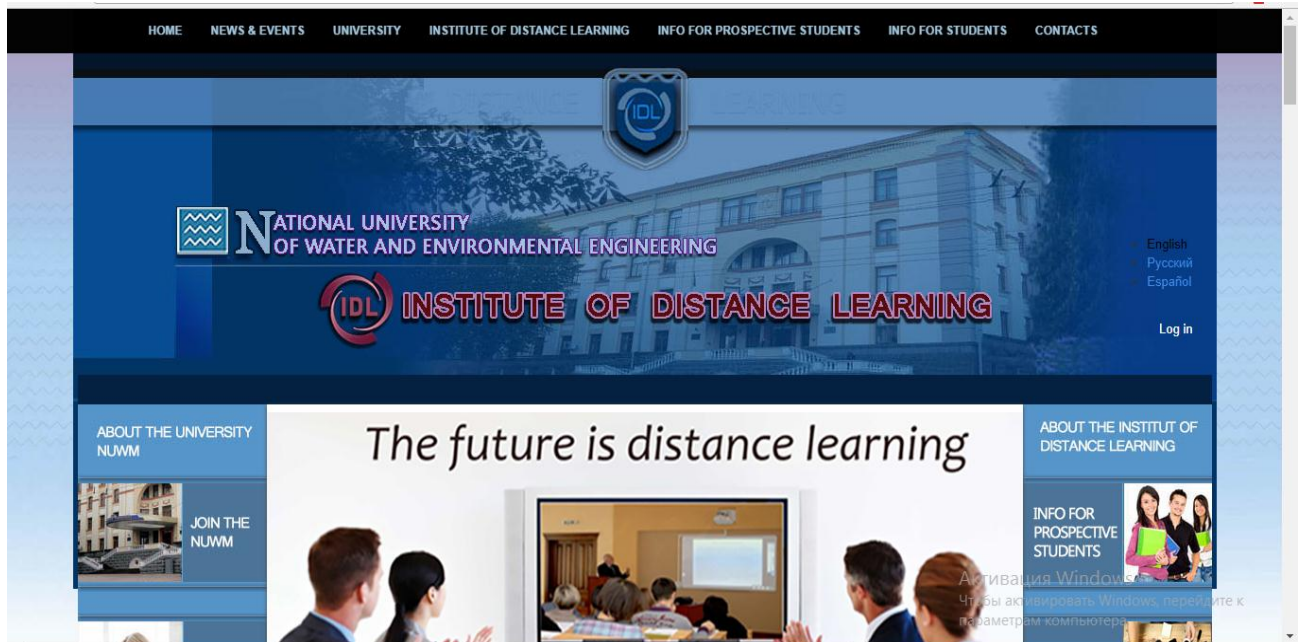 HOME NEWS & EVENTS UNIVERSITY INSTITUTE OF DISTANCE LEARNING INFO FOR PROSPECTIVE STUDENTS INFO FOR STUDENTS CONTACTS
DISTANCE LEARNING
IDL
NATIONAL UNIVERSITY
OF WATER AND ENVIRONMENTAL ENGINEERING
English
Русский
Español
IDL INSTITUTE OF DISTANCE LEARNING
Log in
ABOUT THE UNIVERSITY
NUWM
JOIN THE
NUWM
The future is distance learning
ABOUT THE INSTITUT OF
DISTANCE LEARNING
INFO FOR
PROSPECTIVE
STUDENTS
Активация Windows
Чтобы активировать Windows, перейдите к
параметрам компьютера.